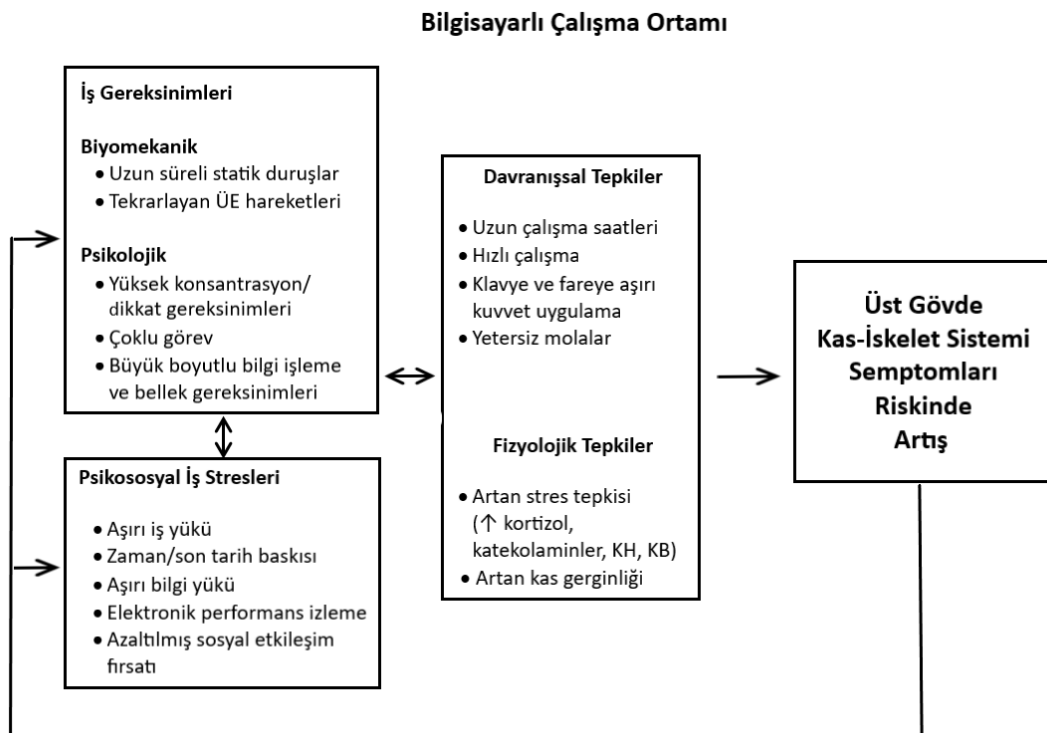 Bilgisayarlı Çalışma Ortamı
İş Gereksinimleri
Biyomekanik
• Uzun süreli statik duruşlar
• Tekrarlayan ÜE hareketleri
Psikolojik
• Yüksek konsantrasyon/
dikkat gereksinimleri
• Çoklu görev
• Büyük boyutlu bilgi işleme
ve bellek gereksinimleri
Psikososyal İş Stresleri
• Aşırı iş yükü
• Zaman/son tarih baskısı
• Aşırı bilgi yükü
• Elektronik performans izleme
• Azaltılmış sosyal etkileşim
fırsatı
Davranışsal Tepkiler
• Uzun çalışma saatleri
• Hızlı çalışma
• Klavye ve fareye aşırı
kuvvet uygulama
• Yetersiz molalar
Fizyolojik Tepkiler
• Artan stres tepkisi
(↑ kortizol,
katekolaminler, KH, KB)
• Artan kas gerginliği
Üst Gövde
Kas-İskelet Sistemi
Semptomları
Riskinde
Artış